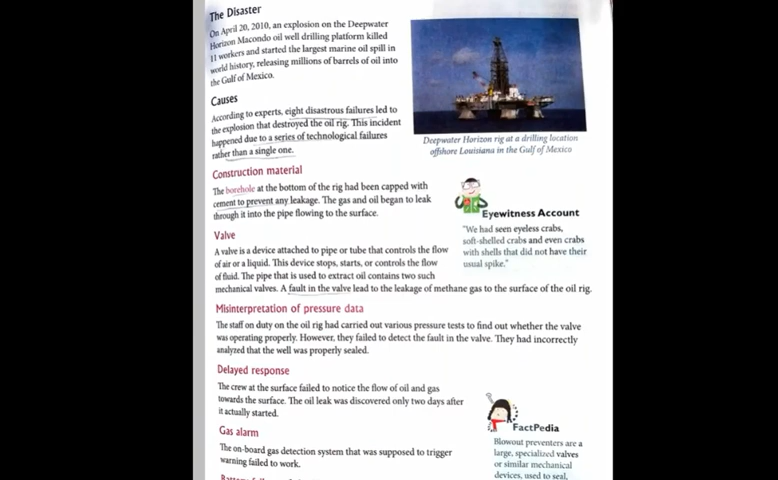 The Disaster
On April 20, 2010, an explosion on the Deepwater
Horizon Macondo oil well drilling platform killed
11 workers and started the largest marine oil spill in
world history, releasing millions of barrels of oil into
the Gulf of Mexico.
Causes
According to experts, eight disastrous failures led to
the explosion that destroyed the oil rig. This incident
happened due to a series of technological failures
rather than a single one.
Deepwater Horizon rig at a drilling location
offshore Louisiana in the Gulf of Mexico
Construction material
The borehole at the bottom of the rig had been capped with
cement to prevent any leakage. The gas and oil began to leak
through it into the pipe flowing to the surface.
Eyewitness Account
"We had seen eyeless crabs,
soft-shelled crabs and even crabs
with shells that did not have their
usual spike."
Valve
A valve is a device attached to pipe or tube that controls the flow
of air or a liquid. This device stops, starts, or controls the flow
of fluid. The pipe that is used to extract oil contains two such
mechanical valves. A fault in the valve lead to the leakage of methane gas to the surface of the oil rig.
Misinterpretation of pressure data
The staff on duty on the oil rig had carried out various pressure tests to find out whether the valve
was operating properly. However, they failed to detect the fault in the valve. They had incorrectly
analyzed that the well was properly sealed.
Delayed response
The crew at the surface failed to notice the flow of oil and gas
towards the surface. The oil leak was discovered only two days after
it actually started.
Gas alarm
The on-board gas detection system that was supposed to trigger
warning failed to work.
FactPedia
Blowout preventers are a
large, specialized valves
or similar mechanical
devices, used to seal,